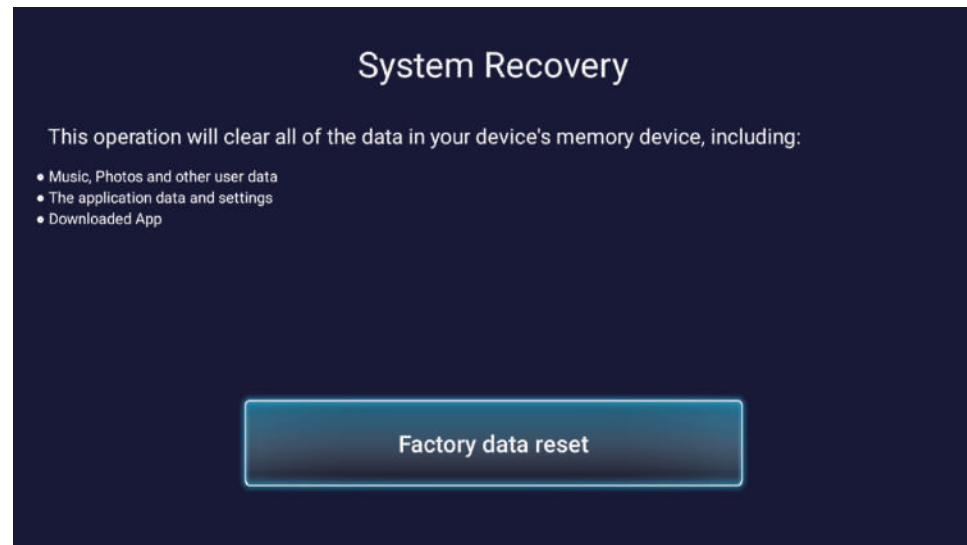 System Recovery
This operation will clear all of the data in your device's memory device, including:
● Music, Photos and other user data
● The application data and settings
● Downloaded App
Factory data reset